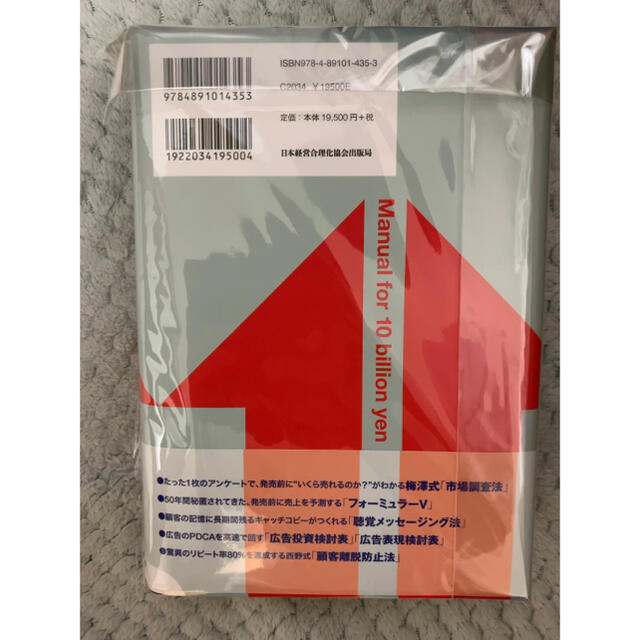 ISBN978-4-89101-435-3
9784891014353
C2034 ¥19500E
定価：本体 19,500円＋税
1922034195004
日本経営合理化協会出版局
Manual for 10 billion yen
●たった1枚のアンケートで、発売前に“いくら売れるのか？”がわかる梅澤式「市場調査法」
●50年間秘匿されてきた、発売前に売上を予測する「フォーミュラーV」
●顧客の記憶に長期間残るキャッチコピーがつくれる「聴覚メッセージング法」
●広告のPDCAを高速で回す「広告投資検討表」「広告表現検討表」
●驚異のリピート率80%を達成する西野式「顧客離脱防止法」